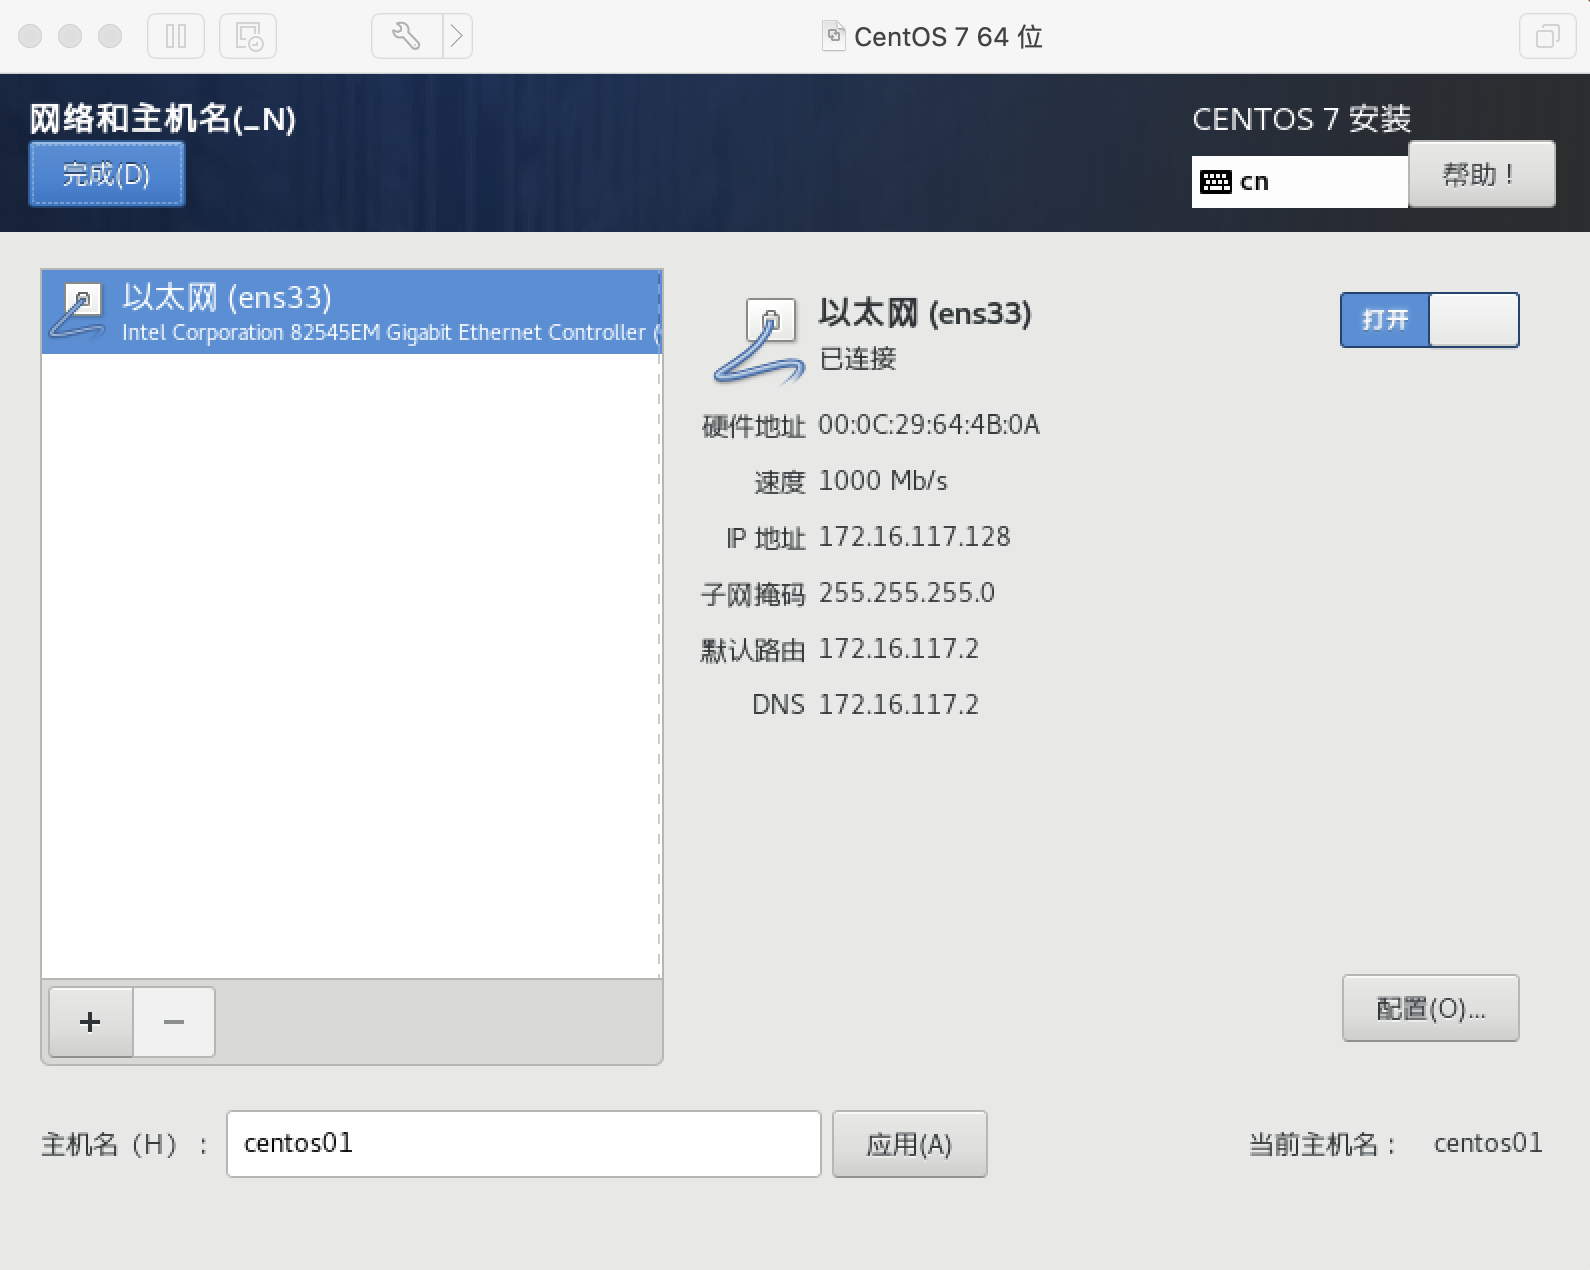 CentOS 7 64 位
网络和主机名(_N)
CENTOS 7 安装
完成(D)
cn
帮助！
以太网 (ens33)
Intel Corporation 82545EM Gigabit Ethernet Controller (
以太网 (ens33)
已连接
打开
硬件地址 00:0C:29:64:4B:0A
速度 1000 Mb/s
IP 地址 172.16.117.128
子网掩码 255.255.255.0
默认路由 172.16.117.2
DNS 172.16.117.2
+ −
配置(O)...
主机名（H）： centos01 应用(A) 当前主机名： centos01